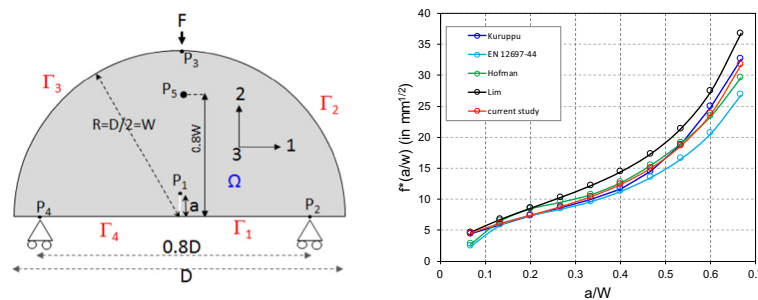 F
P3
Γ3
P5
Γ2
2
R=D/2=W
0.8W
1
3
P1
Ω
a
P4
P2
Γ4
Γ1
0.8D
D
40
35
30
25
20
15
10
5
0
f*(a/w) (in mm1/2)
Kuruppu
EN 12697-44
Hofman
Lim
current study
0 0.1 0.2 0.3 0.4 0.5 0.6 0.7
a/W